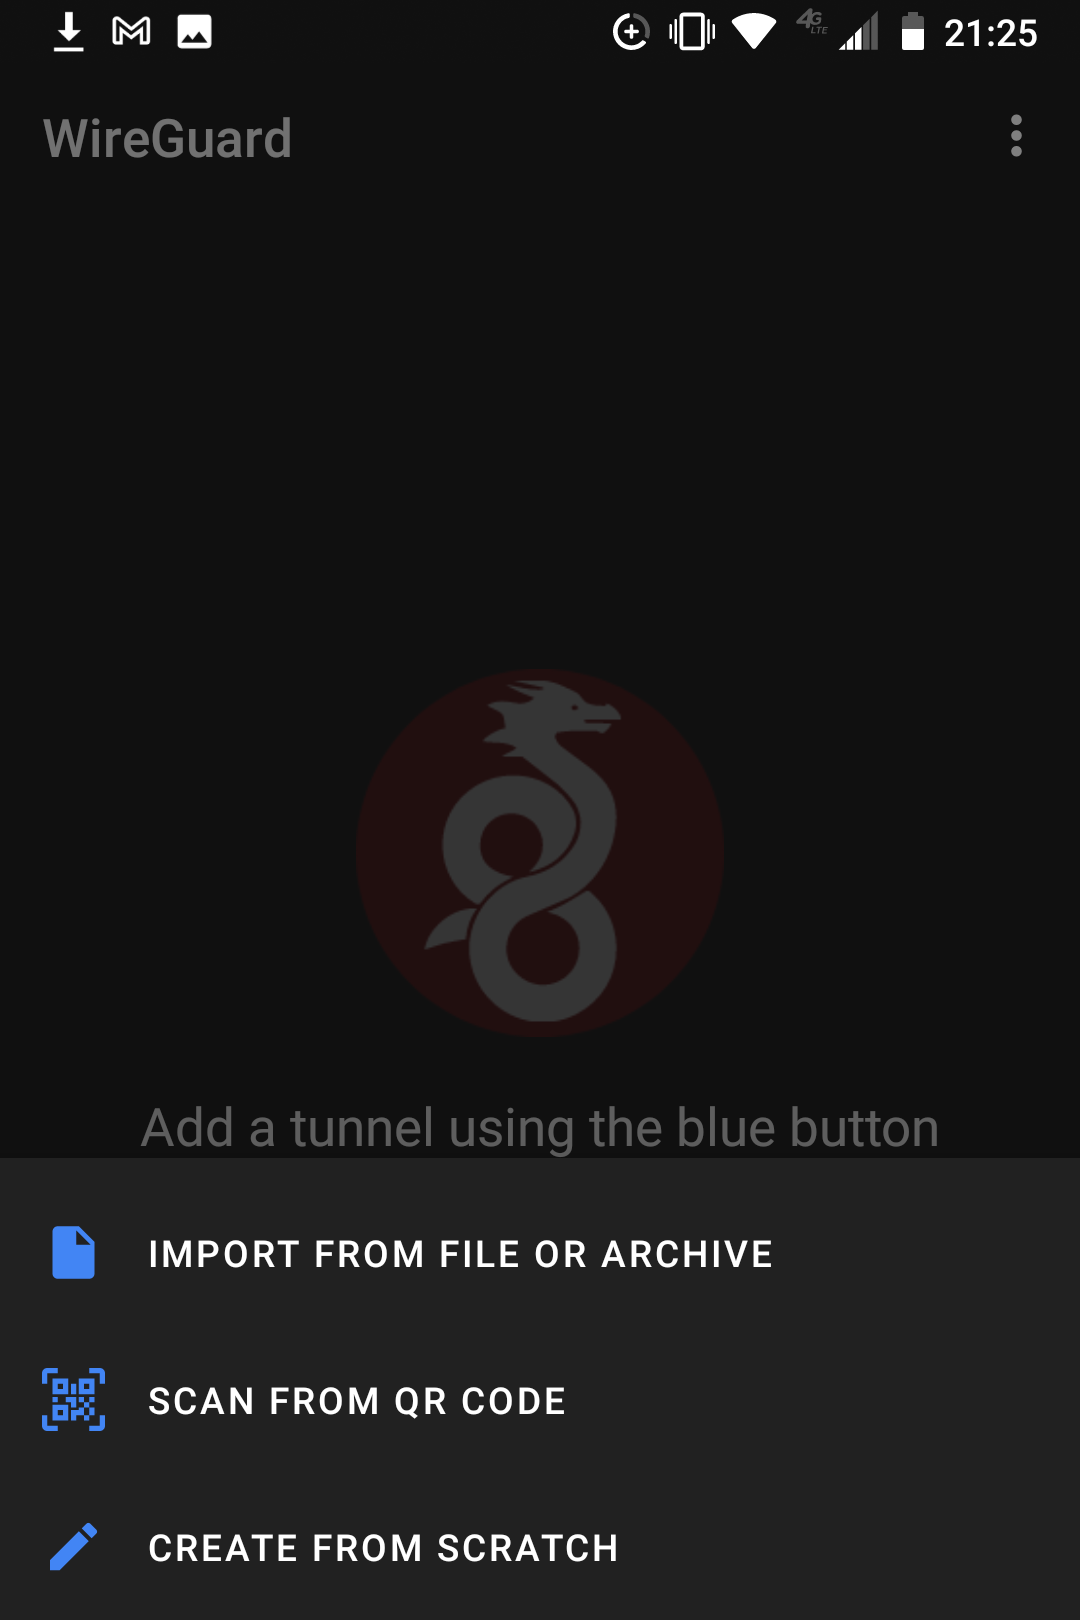 4G LTE 21:25
WireGuard
Add a tunnel using the blue button
IMPORT FROM FILE OR ARCHIVE
SCAN FROM QR CODE
CREATE FROM SCRATCH